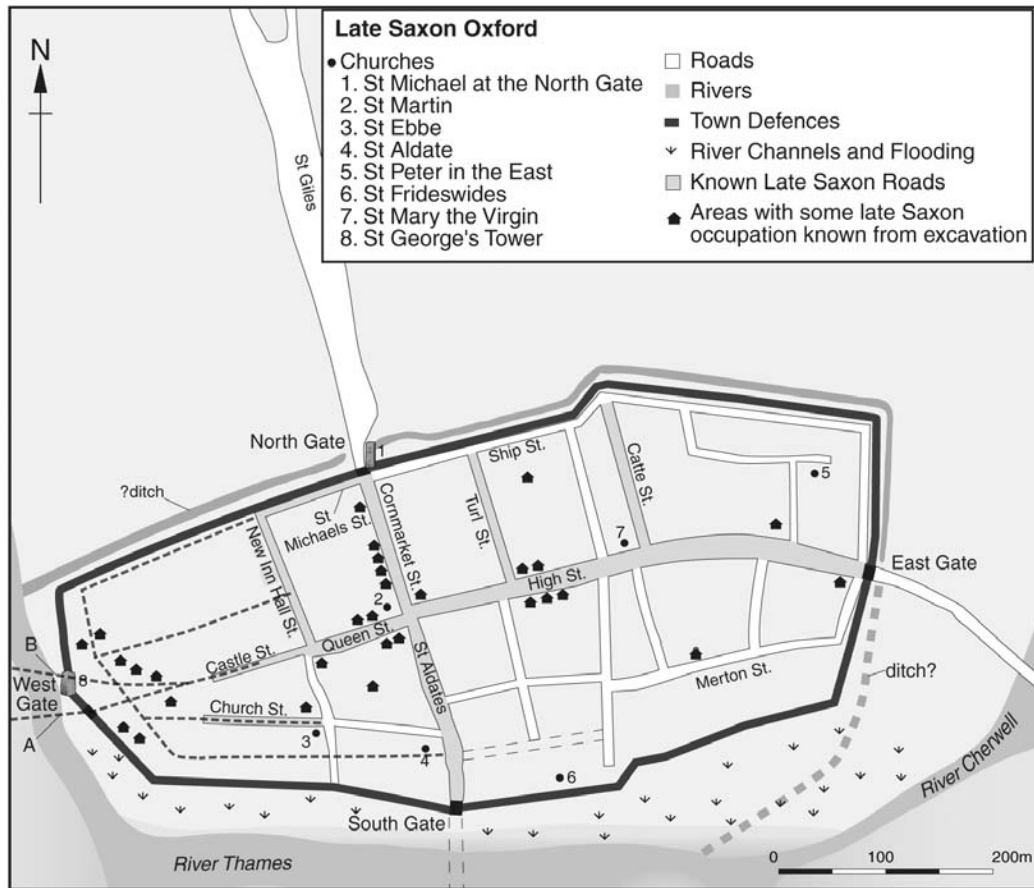 N
Late Saxon Oxford
Churches
1. St Michael at the North Gate
2. St Martin
3. St Ebbe
4. St Aldate
5. St Peter in the East
6. St Frideswides
7. St Mary the Virgin
8. St George's Tower
Roads
Rivers
Town Defences
River Channels and Flooding
Known Late Saxon Roads
Areas with some late Saxon
occupation known from excavation
St Giles
North Gate
1
?ditch
St
Michaels St.
Cornmarket St.
New Inn Hall St.
Ship St.
Turl St.
Catte St.
5
7
High St.
East Gate
2
Queen St.
Castle St.
St Aldates
B
West
Gate
8
A
Church St.
Merton St.
ditch?
3
4
6
South Gate
River Thames
River Cherwell
0 100 200m